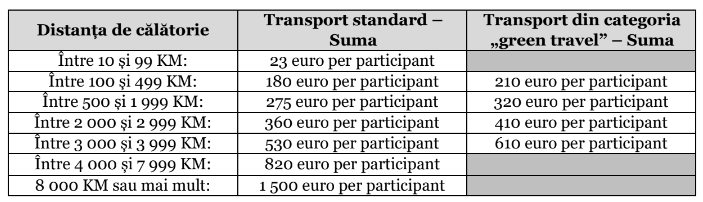 Distanța de călătorie
Transport standard –
Suma
Transport din categoria
„green travel” – Suma
Între 10 și 99 KM:
23 euro per participant
Între 100 și 499 KM:
180 euro per participant
210 euro per participant
Între 500 și 1 999 KM:
275 euro per participant
320 euro per participant
Între 2 000 și 2 999 KM:
360 euro per participant
410 euro per participant
Între 3 000 și 3 999 KM:
530 euro per participant
610 euro per participant
Între 4 000 și 7 999 KM:
820 euro per participant
8 000 KM sau mai mult:
1 500 euro per participant